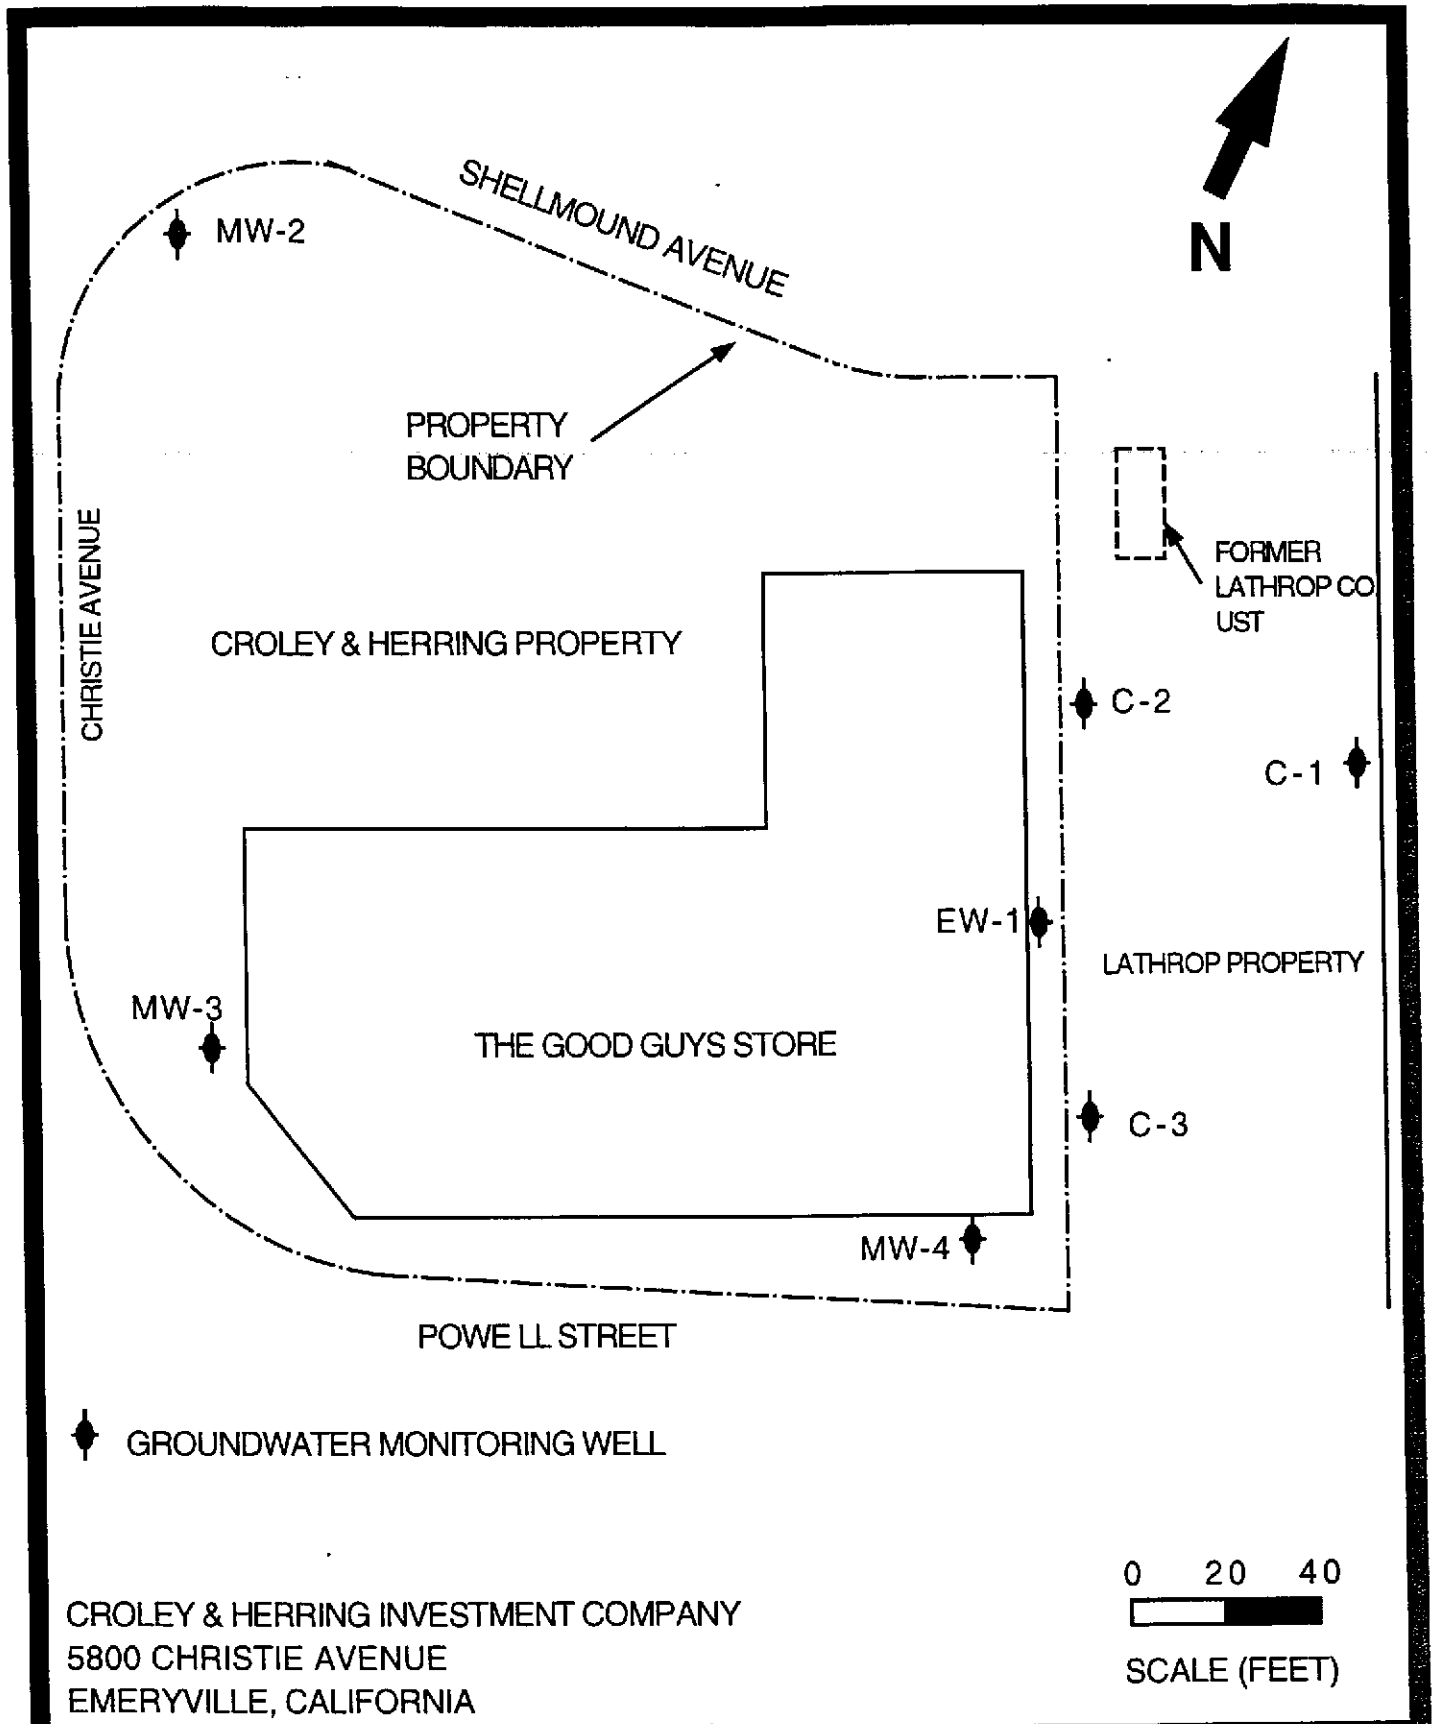 N
SHELLMOUND AVENUE
MW-2
PROPERTY
BOUNDARY
CHRISTIE AVENUE
FORMER
LATHROP CO.
UST
CROLEY & HERRING PROPERTY
C-2
C-1
EW-1
LATHROP PROPERTY
MW-3
THE GOOD GUYS STORE
C-3
MW-4
POWELL STREET
GROUNDWATER MONITORING WELL
0 20 40
SCALE (FEET)
CROLEY & HERRING INVESTMENT COMPANY
5800 CHRISTIE AVENUE
EMERYVILLE, CALIFORNIA